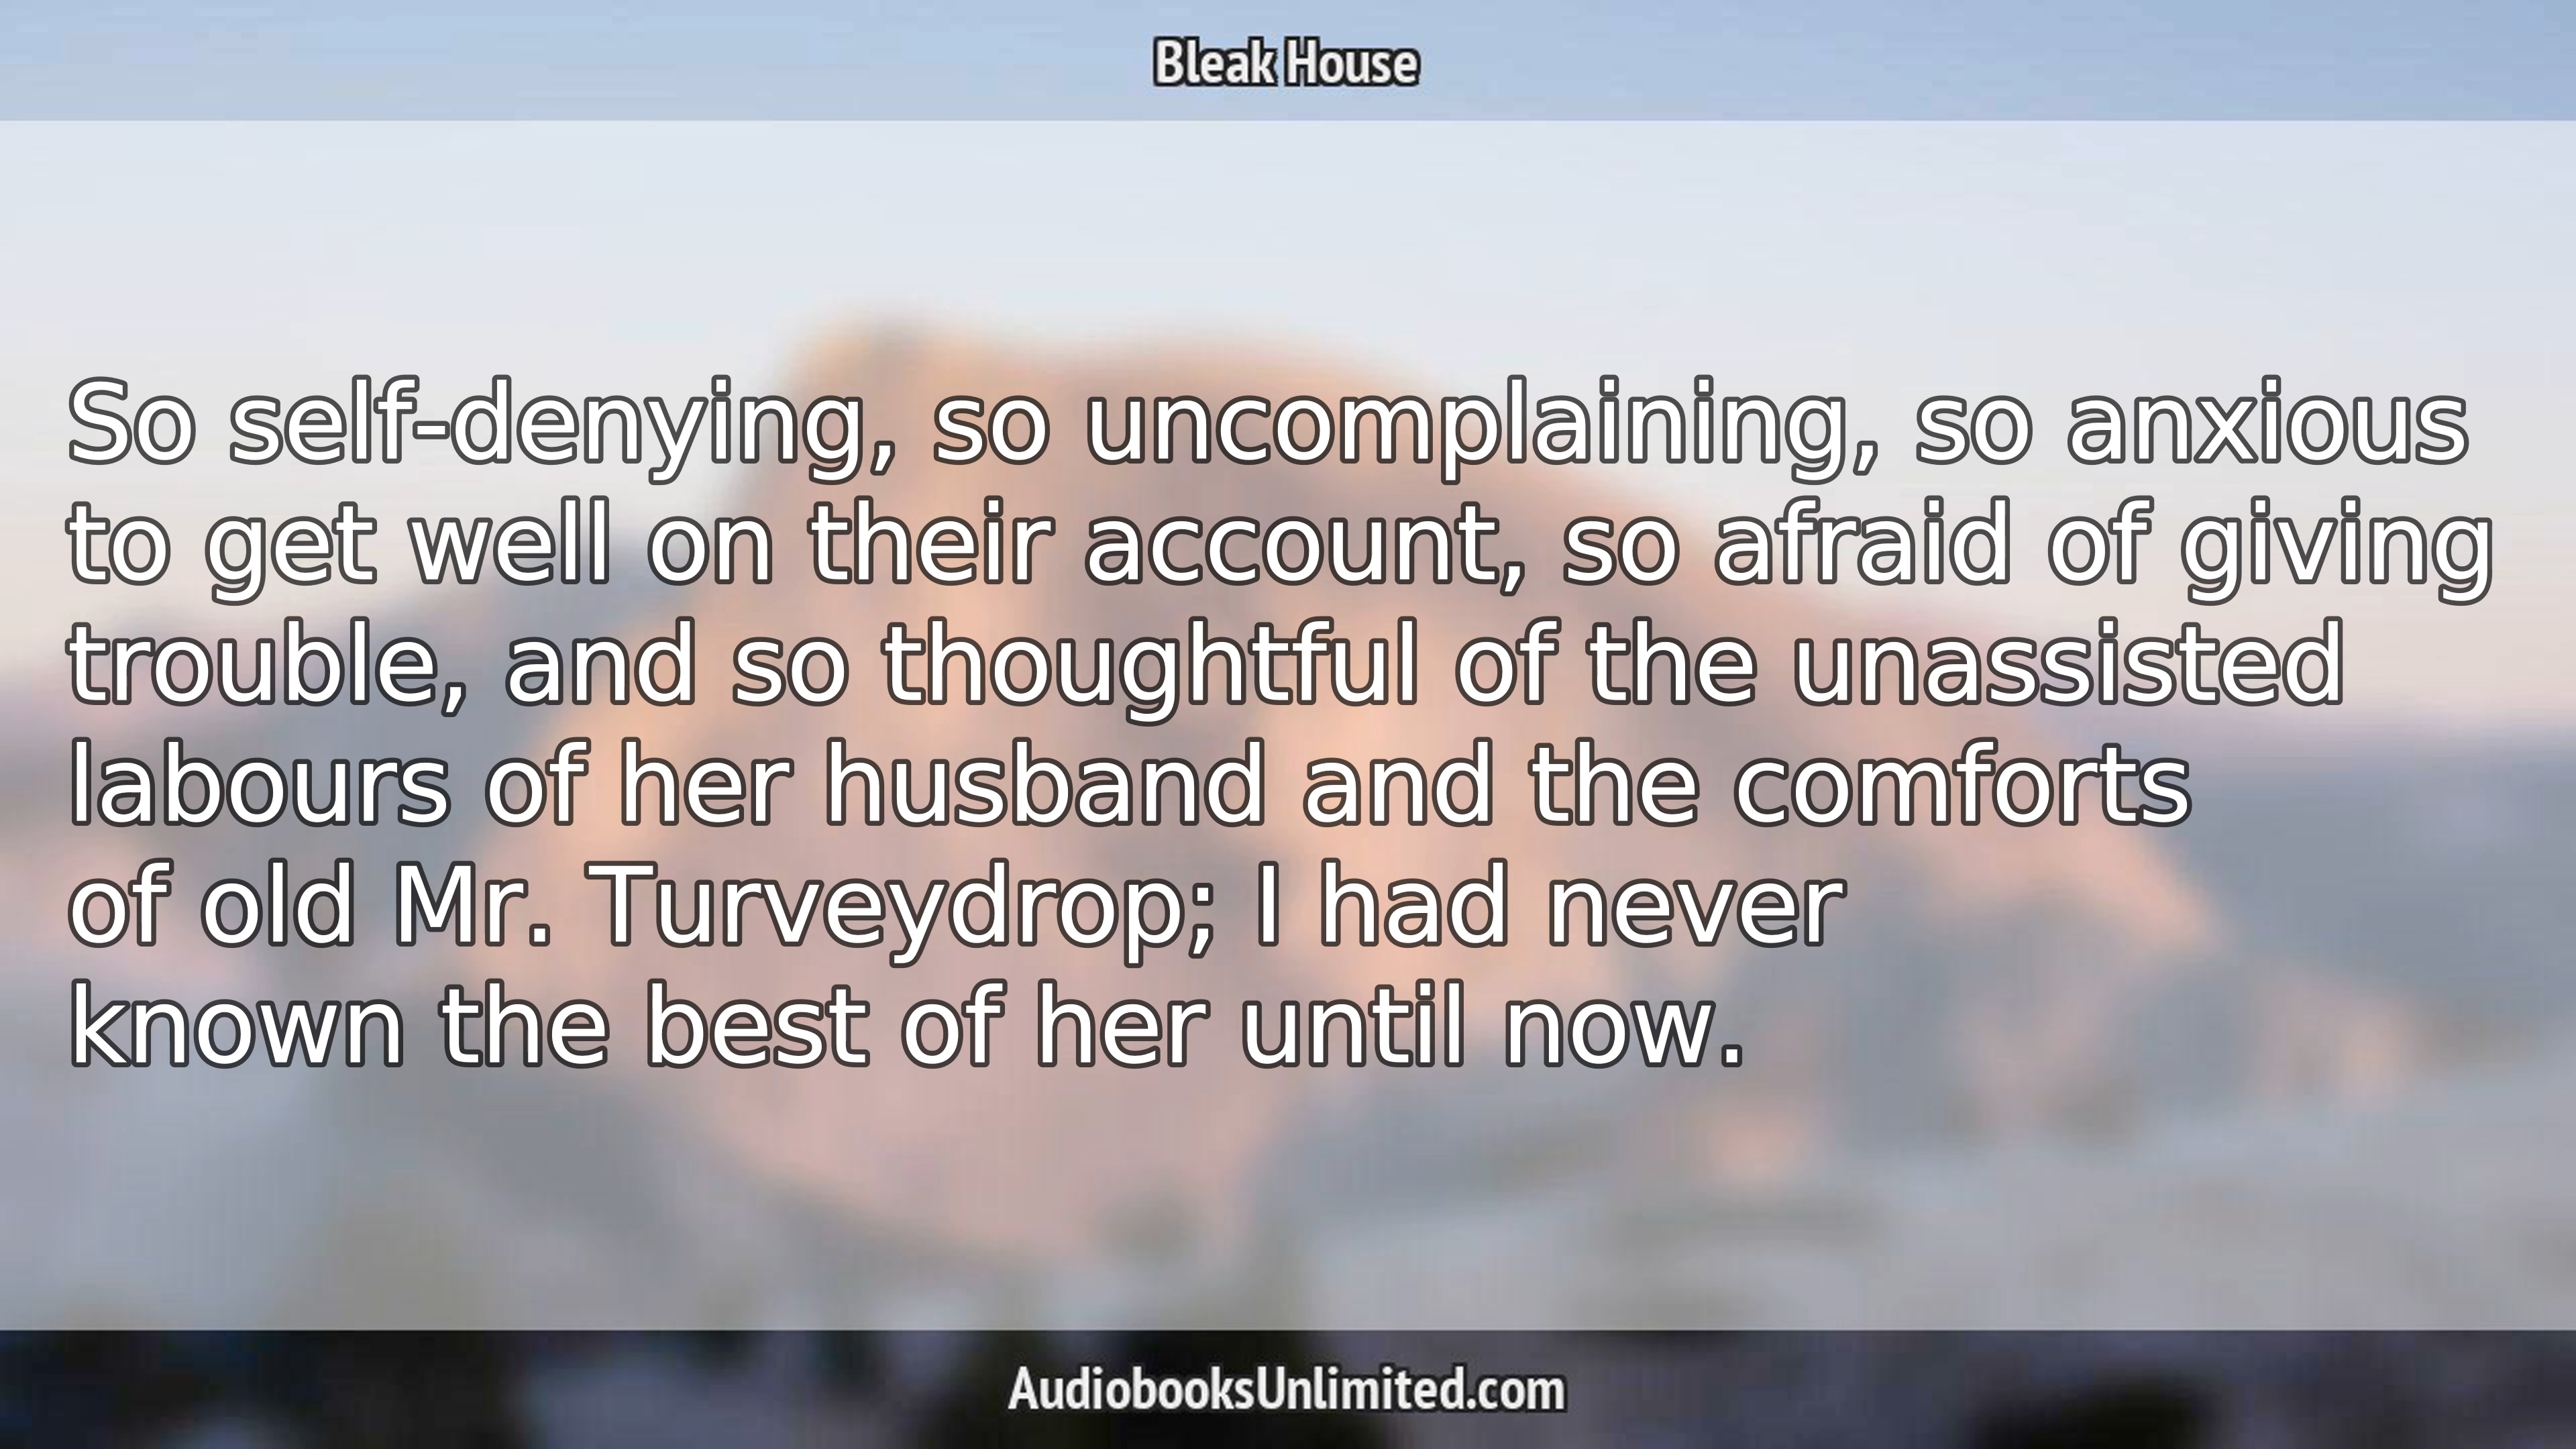 Bleak House
So self-denying, so uncomplaining, so anxious
to get well on their account, so afraid of giving
trouble, and so thoughtful of the unassisted
labours of her husband and the comforts
of old Mr. Turveydrop; I had never
known the best of her until now.
AudiobooksUnlimited.com